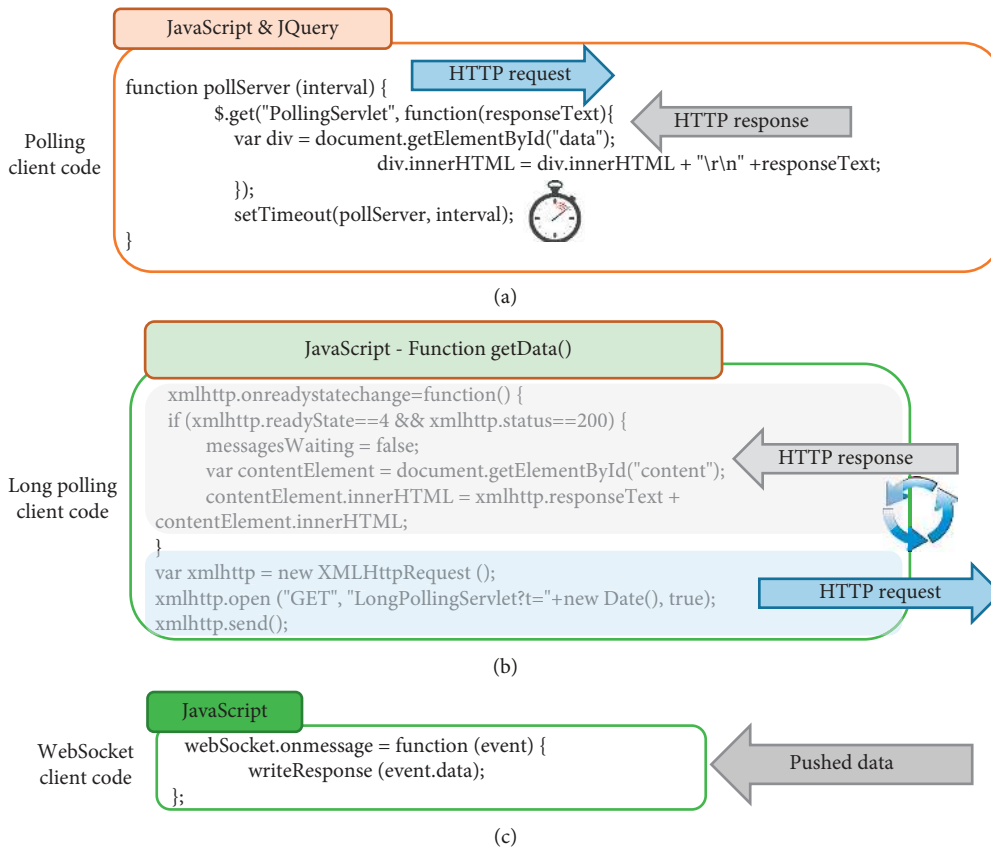 JavaScript & JQuery
HTTP request
function pollServer (interval) {
$.get("PollingServlet", function(responseText){
HTTP response
var div = document.getElementById("data");
div.innerHTML = div.innerHTML + "\r\n" +responseText;
});
setTimeout(pollServer, interval);
}
Polling
client code
(a)
JavaScript - Function getData()
xmlhttp.onreadystatechange=function() {
if (xmlhttp.readyState==4 && xmlhttp.status==200) {
messagesWaiting = false;
var contentElement = document.getElementById("content");
contentElement.innerHTML = xmlhttp.responseText +
contentElement.innerHTML;
}
HTTP response
Long polling
client code
var xmlhttp = new XMLHttpRequest ();
xmlhttp.open ("GET", "LongPollingServlet?t="+new Date(), true);
xmlhttp.send();
HTTP request
(b)
JavaScript
WebSocket
client code
webSocket.onmessage = function (event) {
writeResponse (event.data);
};
Pushed data
(c)